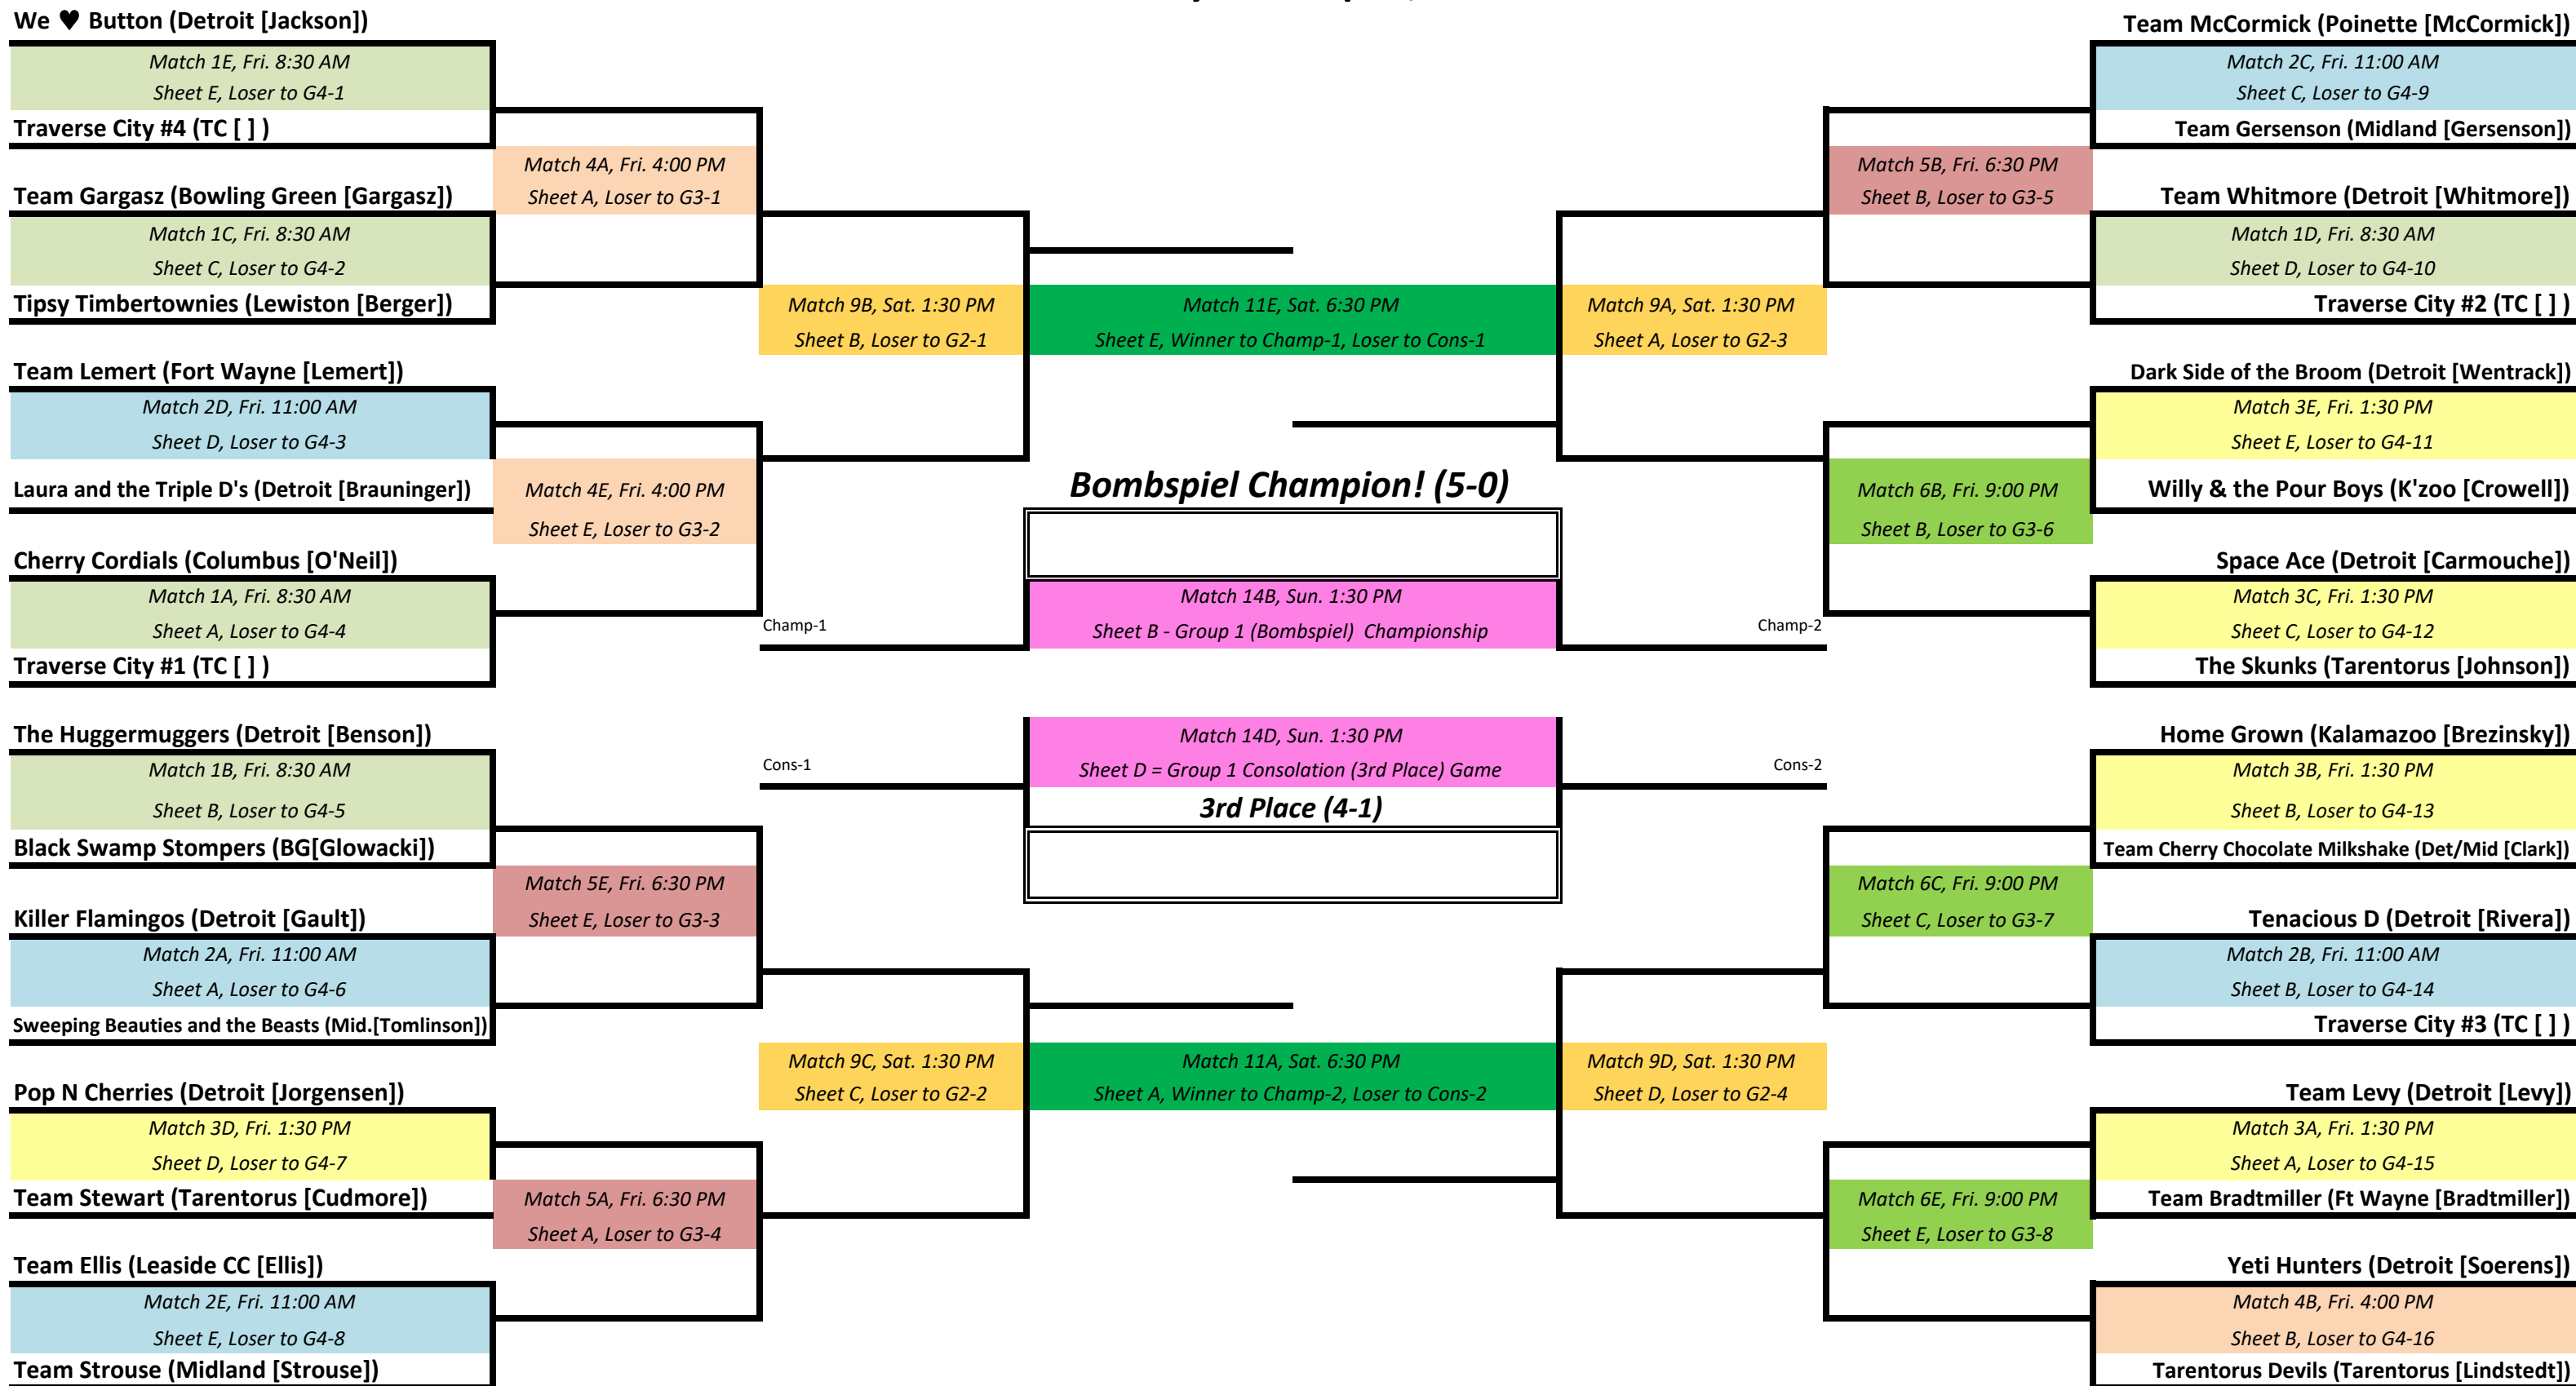 We ♥ Button (Detroit [Jackson])
Match 1E, Fri. 8:30 AM
Sheet E, Loser to G4-1
Traverse City #4 (TC [ ] )
Match 4A, Fri. 4:00 PM
Sheet A, Loser to G3-1
Team Gargasz (Bowling Green [Gargasz])
Match 1C, Fri. 8:30 AM
Sheet C, Loser to G4-2
Tipsy Timbertownies (Lewiston [Berger])
Match 9B, Sat. 1:30 PM
Sheet B, Loser to G2-1
Team Lemert (Fort Wayne [Lemert])
Match 2D, Fri. 11:00 AM
Sheet D, Loser to G4-3
Laura and the Triple D's (Detroit [Brauninger])
Match 4E, Fri. 4:00 PM
Sheet E, Loser to G3-2
Cherry Cordials (Columbus [O'Neil])
Match 1A, Fri. 8:30 AM
Sheet A, Loser to G4-4
Traverse City #1 (TC [ ] )
The Huggermuggers (Detroit [Benson])
Match 1B, Fri. 8:30 AM
Sheet B, Loser to G4-5
Black Swamp Stompers (BG[Glowacki])
Match 5E, Fri. 6:30 PM
Sheet E, Loser to G3-3
Killer Flamingos (Detroit [Gault])
Match 2A, Fri. 11:00 AM
Sheet A, Loser to G4-6
Sweeping Beauties and the Beasts (Mid.[Tomlinson])
Match 9C, Sat. 1:30 PM
Sheet C, Loser to G2-2
Pop N Cherries (Detroit [Jorgensen])
Match 3D, Fri. 1:30 PM
Sheet D, Loser to G4-7
Team Stewart (Tarentorus [Cudmore])
Match 5A, Fri. 6:30 PM
Sheet A, Loser to G3-4
Team Ellis (Leaside CC [Ellis])
Match 2E, Fri. 11:00 AM
Sheet E, Loser to G4-8
Team Strouse (Midland [Strouse])
Match 11E, Sat. 6:30 PM
Sheet E, Winner to Champ-1, Loser to Cons-1
Bombspiel Champion! (5-0)
Champ-1
Match 14B, Sun. 1:30 PM
Sheet B - Group 1 (Bombspiel) Championship
Champ-2
Cons-1
Match 14D, Sun. 1:30 PM
Sheet D = Group 1 Consolation (3rd Place) Game
Cons-2
3rd Place (4-1)
Match 11A, Sat. 6:30 PM
Sheet A, Winner to Champ-2, Loser to Cons-2
Team McCormick (Poinette [McCormick])
Match 2C, Fri. 11:00 AM
Sheet C, Loser to G4-9
Team Gersenson (Midland [Gersenson])
Match 5B, Fri. 6:30 PM
Sheet B, Loser to G3-5
Team Whitmore (Detroit [Whitmore])
Match 1D, Fri. 8:30 AM
Sheet D, Loser to G4-10
Traverse City #2 (TC [ ] )
Match 9A, Sat. 1:30 PM
Sheet A, Loser to G2-3
Dark Side of the Broom (Detroit [Wentrack])
Match 3E, Fri. 1:30 PM
Sheet E, Loser to G4-11
Willy & the Pour Boys (K'zoo [Crowell])
Match 6B, Fri. 9:00 PM
Sheet B, Loser to G3-6
Space Ace (Detroit [Carmouche])
Match 3C, Fri. 1:30 PM
Sheet C, Loser to G4-12
The Skunks (Tarentorus [Johnson])
Home Grown (Kalamazoo [Brezinsky])
Match 3B, Fri. 1:30 PM
Sheet B, Loser to G4-13
Team Cherry Chocolate Milkshake (Det/Mid [Clark])
Match 6C, Fri. 9:00 PM
Sheet C, Loser to G3-7
Tenacious D (Detroit [Rivera])
Match 2B, Fri. 11:00 AM
Sheet B, Loser to G4-14
Traverse City #3 (TC [ ] )
Match 9D, Sat. 1:30 PM
Sheet D, Loser to G2-4
Team Levy (Detroit [Levy])
Match 3A, Fri. 1:30 PM
Sheet A, Loser to G4-15
Team Bradtmiller (Ft Wayne [Bradtmiller])
Match 6E, Fri. 9:00 PM
Sheet E, Loser to G3-8
Yeti Hunters (Detroit [Soerens])
Match 4B, Fri. 4:00 PM
Sheet B, Loser to G4-16
Tarentorus Devils (Tarentorus [Lindstedt])